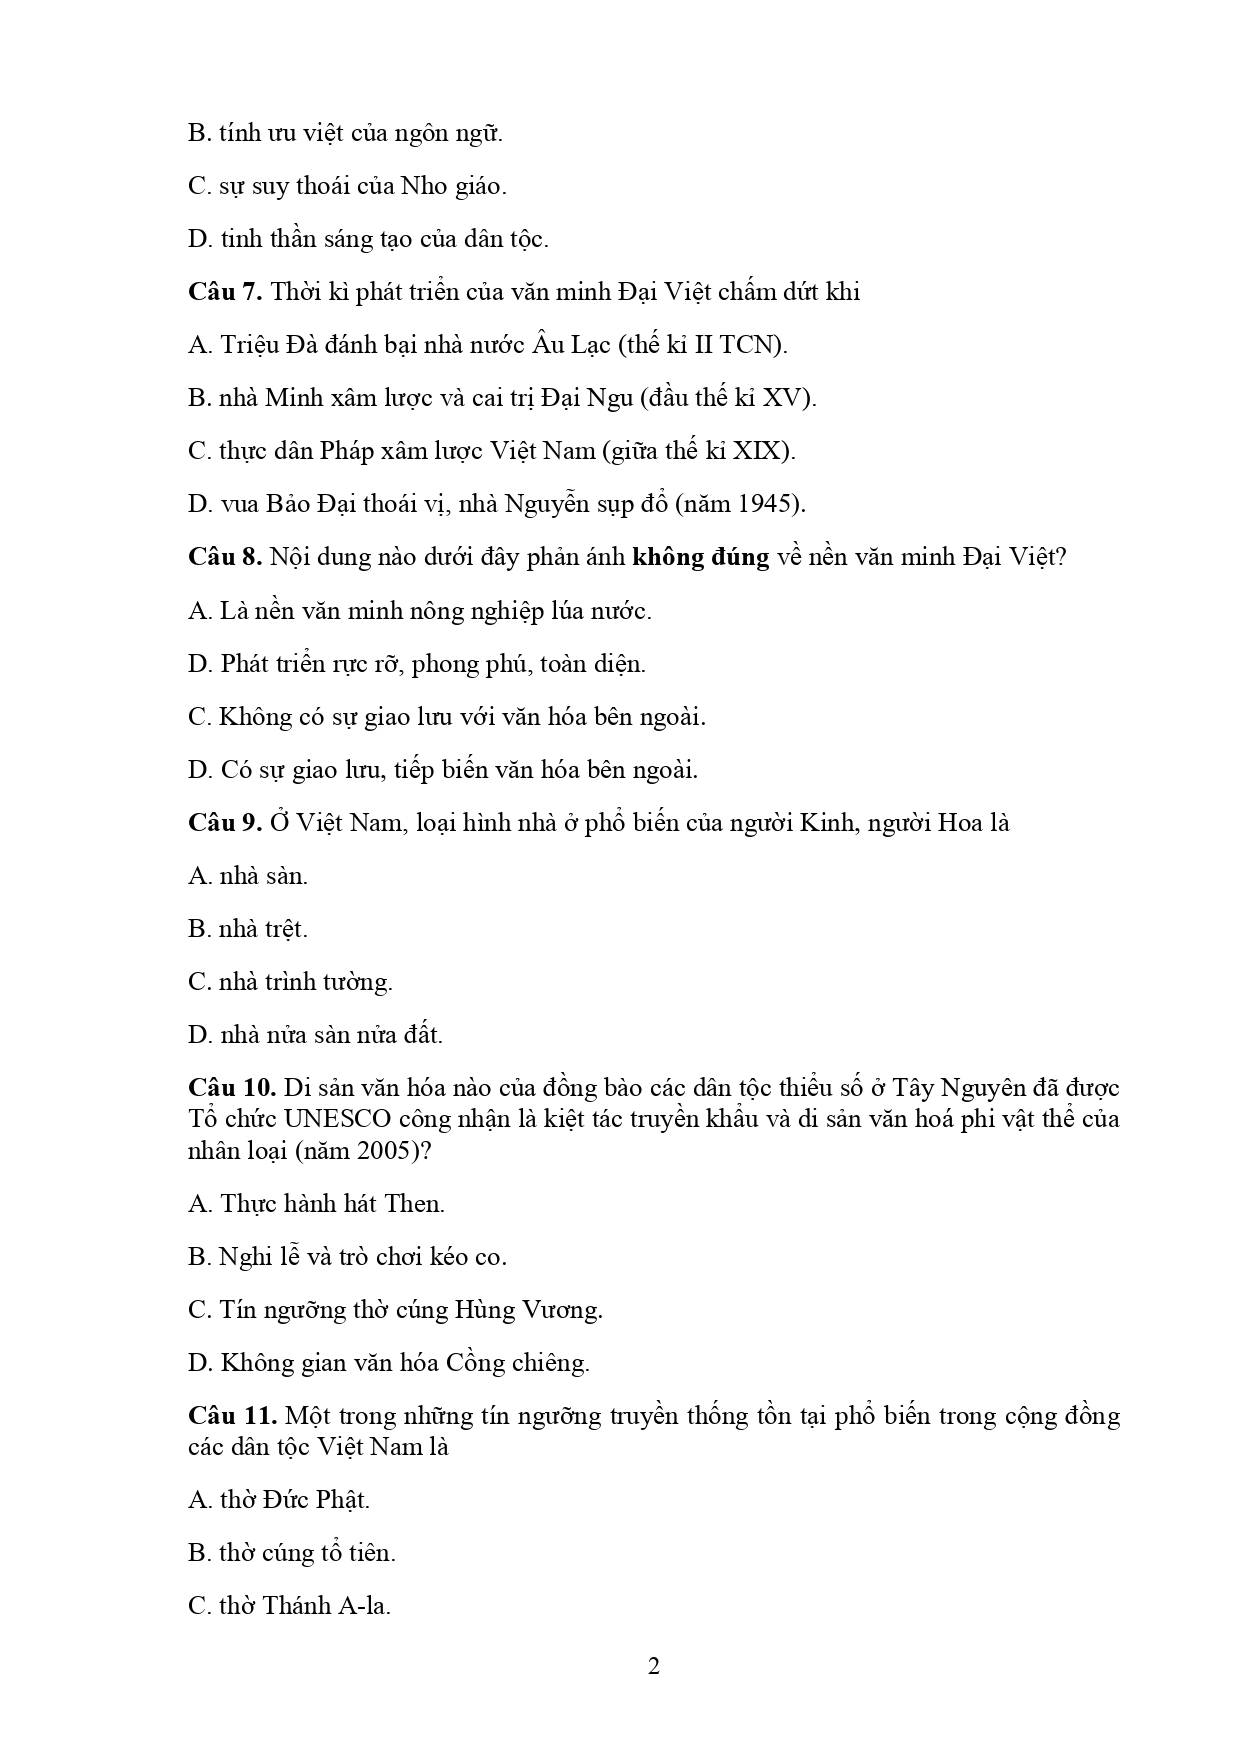 B. tính ưu việt của ngôn ngữ.
C. sự suy thoái của Nho giáo.
D. tinh thần sáng tạo của dân tộc.
Câu 7. Thời kì phát triển của văn minh Đại Việt chấm dứt khi
A. Triệu Đà đánh bại nhà nước Âu Lạc (thế kỉ II TCN).
B. nhà Minh xâm lược và cai trị Đại Ngu (đầu thế kỉ XV).
C. thực dân Pháp xâm lược Việt Nam (giữa thế kỉ XIX).
D. vua Bảo Đại thoái vị, nhà Nguyễn sụp đổ (năm 1945).
Câu 8. Nội dung nào dưới đây phản ánh không đúng về nền văn minh Đại Việt?
A. Là nền văn minh nông nghiệp lúa nước.
D. Phát triển rực rỡ, phong phú, toàn diện.
C. Không có sự giao lưu với văn hóa bên ngoài.
D. Có sự giao lưu, tiếp biến văn hóa bên ngoài.
Câu 9. Ở Việt Nam, loại hình nhà ở phổ biến của người Kinh, người Hoa là
A. nhà sàn.
B. nhà trệt.
C. nhà trình tường.
D. nhà nửa sàn nửa đất.
Câu 10. Di sản văn hóa nào của đồng bào các dân tộc thiểu số ở Tây Nguyên đã được
Tổ chức UNESCO công nhận là kiệt tác truyền khẩu và di sản văn hoá phi vật thể của
nhân loại (năm 2005)?
A. Thực hành hát Then.
B. Nghi lễ và trò chơi kéo co.
C. Tín ngưỡng thờ cúng Hùng Vương.
D. Không gian văn hóa Cồng chiêng.
Câu 11. Một trong những tín ngưỡng truyền thống tồn tại phổ biến trong cộng đồng
các dân tộc Việt Nam là
A. thờ Đức Phật.
B. thờ cúng tổ tiên.
C. thờ Thánh A-la.
2